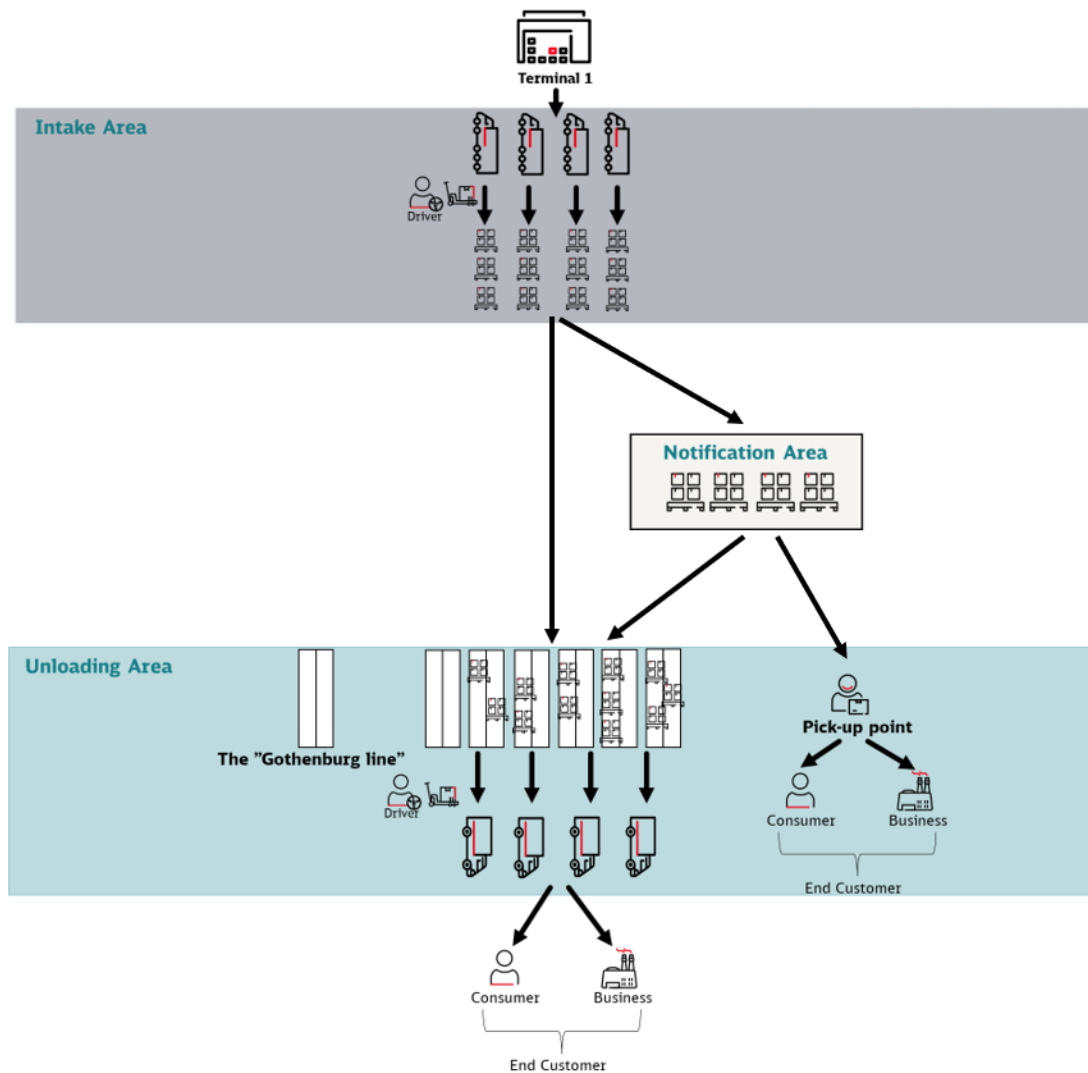 Terminal 1
Intake Area
Driver
Notification Area
Unloading Area
The ”Gothenburg line”
Pick-up point
Driver
Consumer
Business
End Customer
Consumer
Business
End Customer